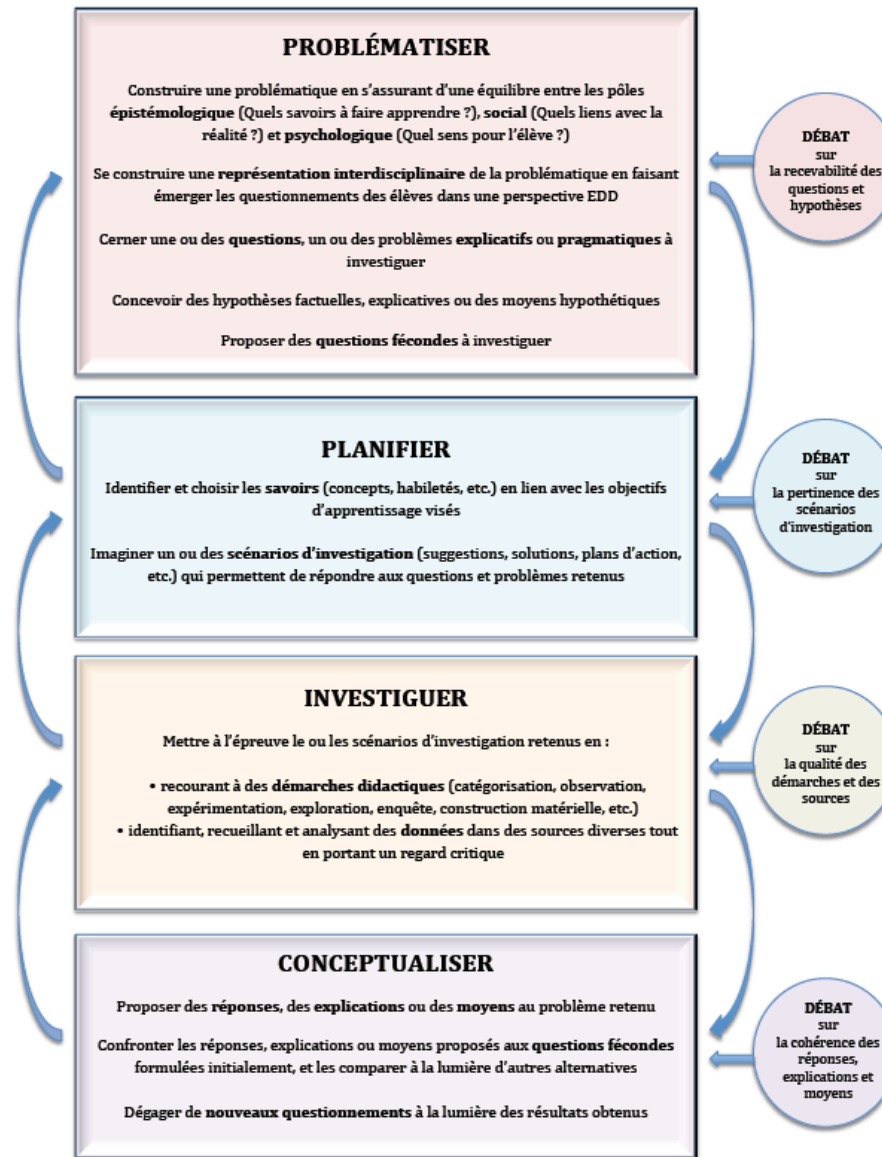 PROBLÉMATISER
Construire une problématique en s'assurant d'une équilibre entre les pôles
épistémologique (Quels savoirs à faire apprendre ?), social (Quels liens avec la
réalité ?) et psychologique (Quel sens pour l'élève ?)
Se construire une représentation interdisciplinaire de la problématique en faisant
émerger les questionnements des élèves dans une perspective EDD
Cerner une ou des questions, un ou des problèmes explicatifs ou pragmatiques à
investiguer
Concevoir des hypothèses factuelles, explicatives ou des moyens hypothétiques
Proposer des questions fécondes à investiguer
DÉBAT
sur
la recevabilité des
questions et
hypothèses
PLANIFIER
Identifier et choisir les savoirs (concepts, habiletés, etc.) en lien avec les objectifs
d'apprentissage visés
Imaginer un ou des scénarios d'investigation (suggestions, solutions, plans d'action,
etc.) qui permettent de répondre aux questions et problèmes retenus
DÉBAT
sur
la pertinence des
scénarios
d'investigation
INVESTIGUER
Mettre à l'épreuve le ou les scénarios d'investigation retenus en :
• recourant à des démarches didactiques (catégorisation, observation,
expérimentation, exploration, enquête, construction matérielle, etc.)
• identifiant, recueillant et analysant des données dans des sources diverses tout
en portant un regard critique
DÉBAT
sur
la qualité des
démarches et des
sources
CONCEPTUALISER
Proposer des réponses, des explications ou des moyens au problème retenu
Confronter les réponses, explications ou moyens proposés aux questions fécondes
formulées initialement, et les comparer à la lumière d'autres alternatives
Dégager de nouveaux questionnements à la lumière des résultats obtenus
DÉBAT
sur
la cohérence des
réponses,
explications et
moyens